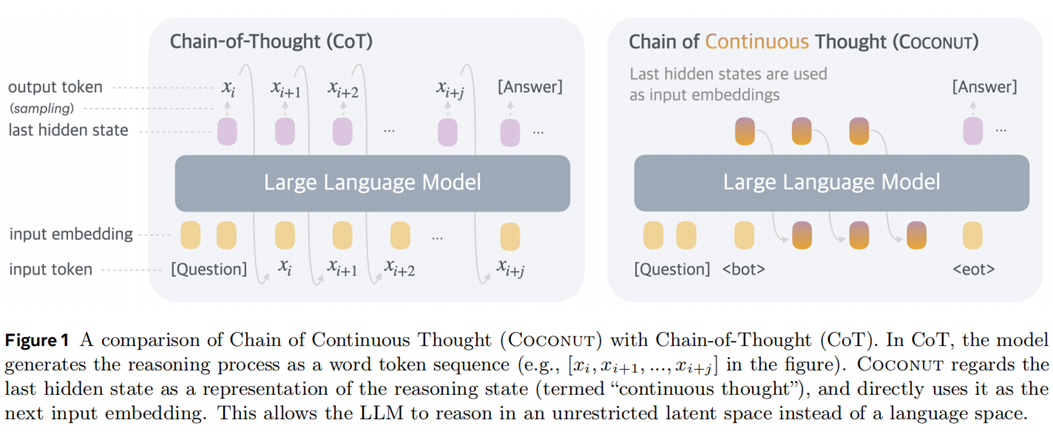 Chain-of-Thought (CoT)
output token
(sampling)
last hidden state
x_i x_{i+1} x_{i+2} x_{i+j} [Answer]
... ...
Large Language Model
input embedding
...
input token
[Question] x_i x_{i+1} x_{i+2} x_{i+j}
Chain of Continuous Thought (COCONUT)
Last hidden states are used
as input embeddings
[Answer]
...
Large Language Model
[Question] <bot> <eot>
Figure 1 A comparison of Chain of Continuous Thought (COCONUT) with Chain-of-Thought (CoT). In CoT, the model
generates the reasoning process as a word token sequence (e.g., [x_i, x_{i+1}, ..., x_{i+j}] in the figure). COCONUT regards the
last hidden state as a representation of the reasoning state (termed “continuous thought”), and directly uses it as the
next input embedding. This allows the LLM to reason in an unrestricted latent space instead of a language space.